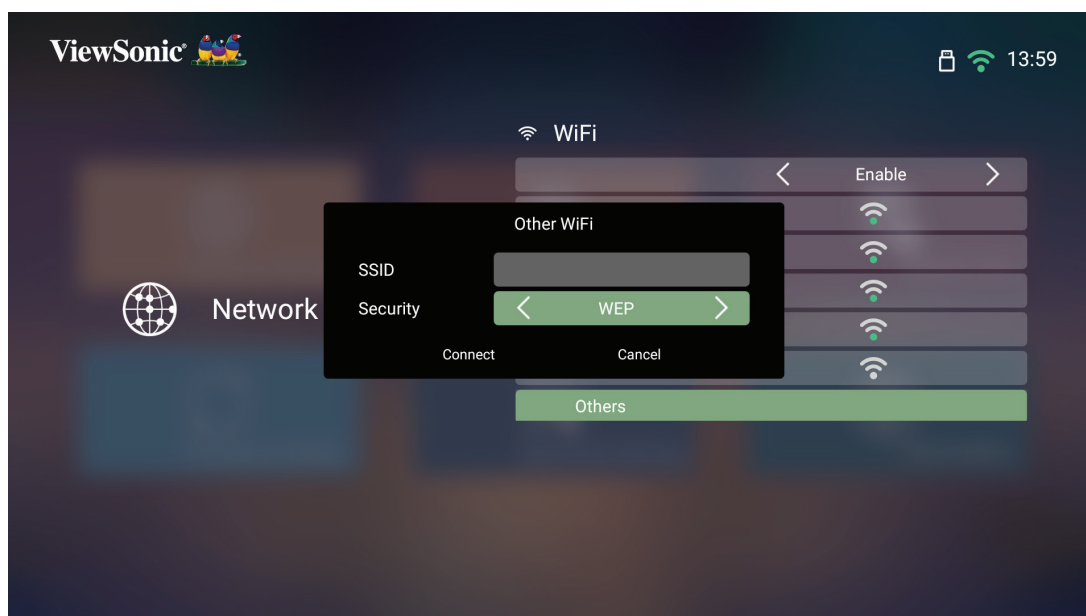 ViewSonic®
13:59
WiFi
Enable
Other WiFi
SSID
Network
Security
WEP
Connect
Cancel
Others